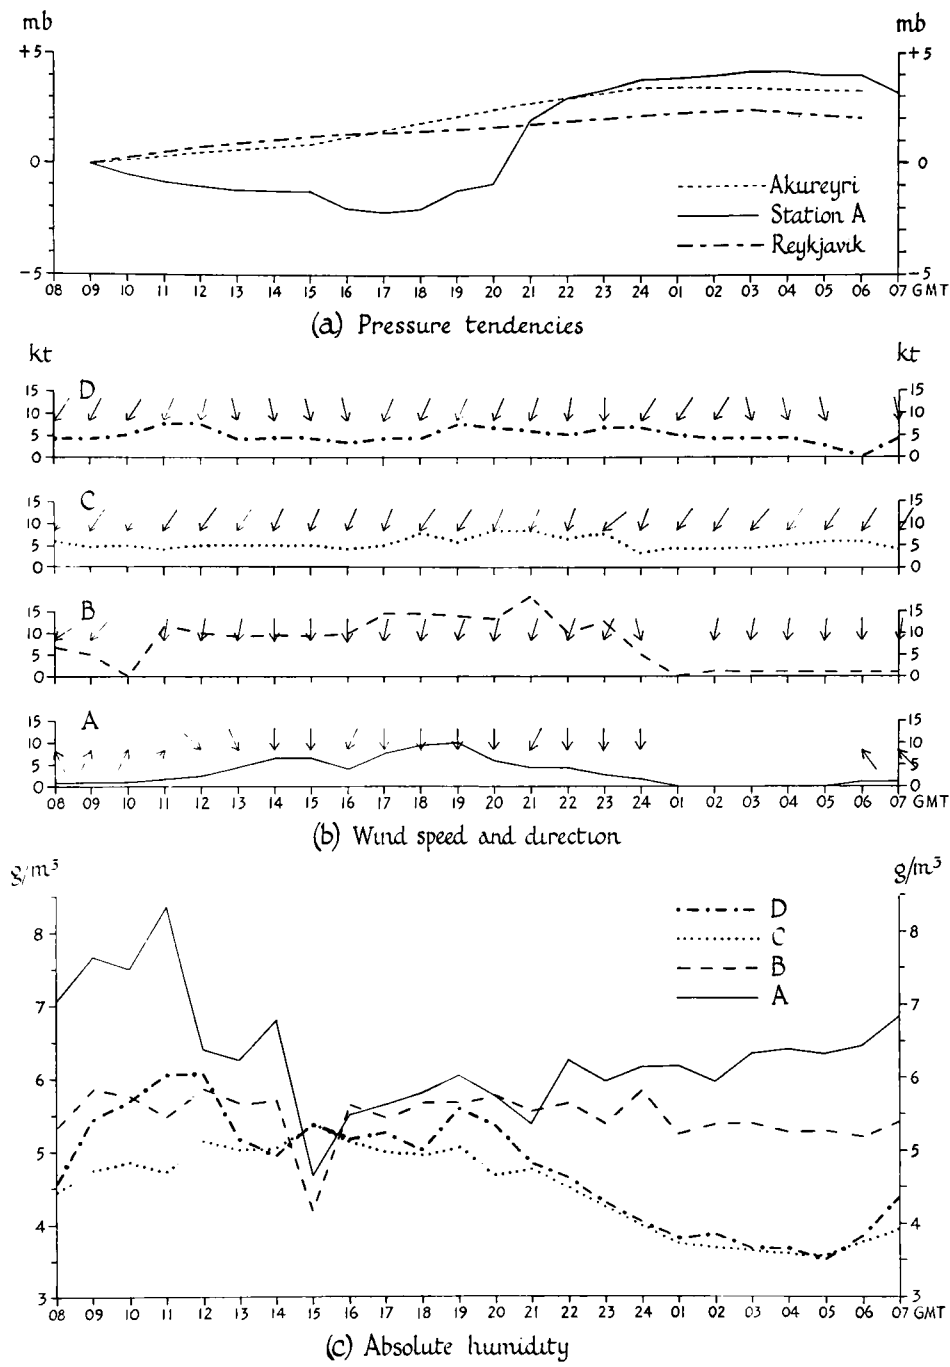 mb mb
+5 +5
0 0
Akureyri
Station A
Reykjavik
-5 -5
08 09 10 11 12 13 14 15 16 17 18 19 20 21 22 23 24 01 02 03 04 05 06 07 GMT
(a) Pressure tendencies
kt kt
15 D 15
10 10
5 5
0 0
15 C 15
10 10
5 5
0 0
15 B 15
10 10
5 5
0 0
15 A 15
10 10
5 5
0 0
08 09 10 11 12 13 14 15 16 17 18 19 20 21 22 23 24 01 02 03 04 05 06 07 GMT
(b) Wind speed and direction
g/m³ g/m³
D
8 C 8
B
7 A 7
6 6
5 5
4 4
3 3
08 09 10 11 12 13 14 15 16 17 18 19 20 21 22 23 24 01 02 03 04 05 06 07 GMT
(c) Absolute humidity